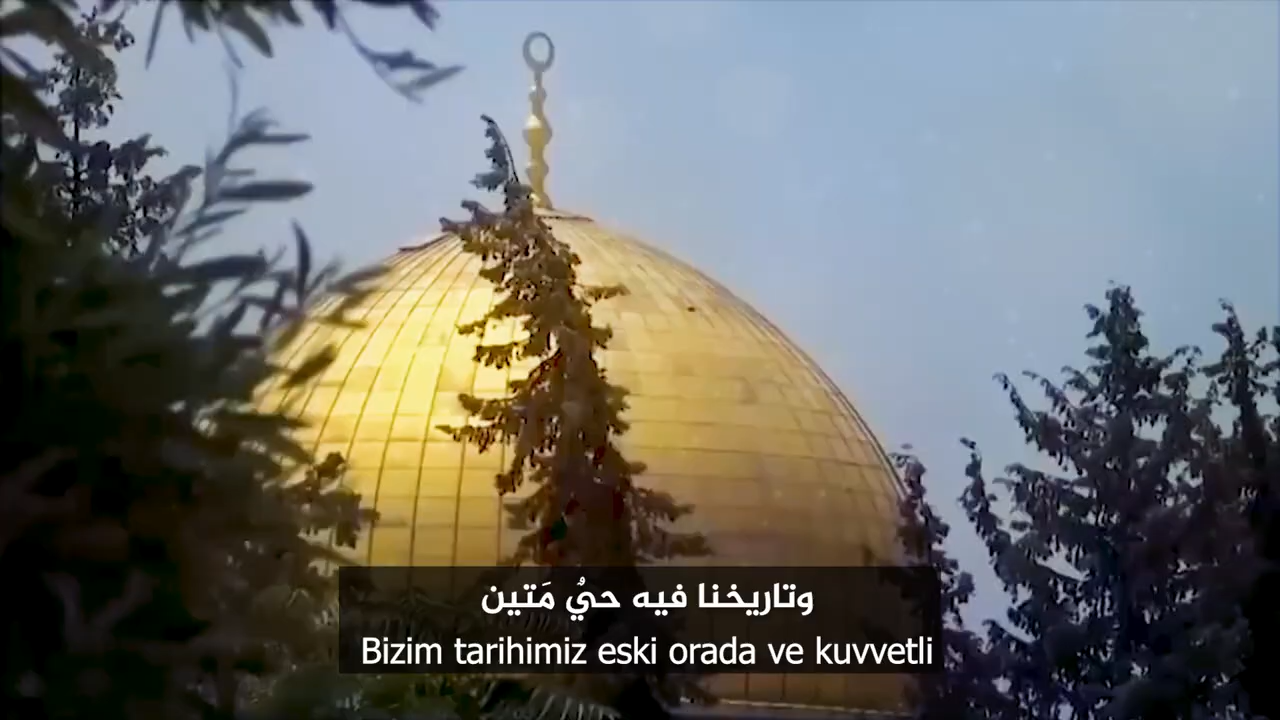 وتاريخنا فيه حيُ مَتين
Bizim tarihimiz eski orada ve kuvvetli